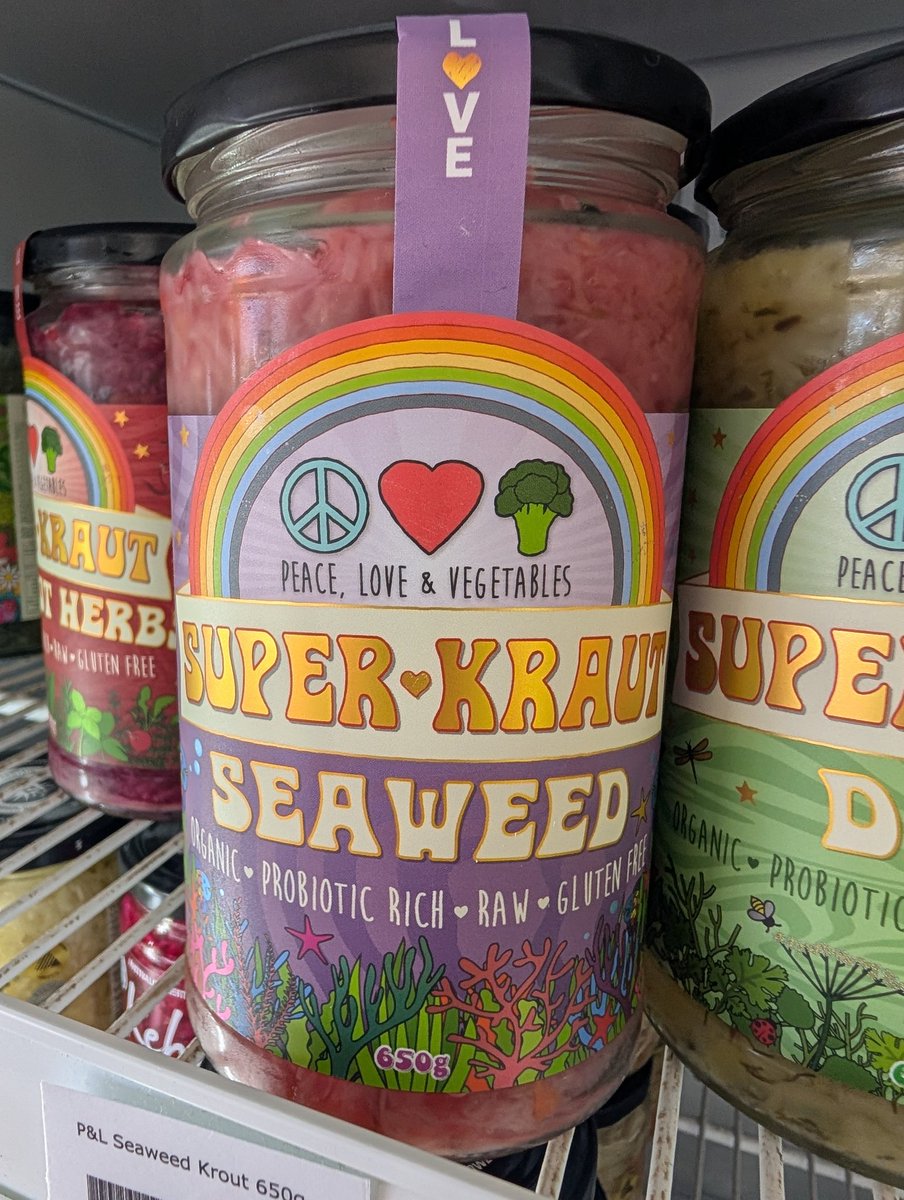 LOVE
PEACE, LOVE & VEGETABLES
SUPER KRAUT
SEAWEED
ORGANIC PROBIOTIC RICH RAW GLUTEN FREE
650g
VEGETABLES
KRAUT
HERB
RAW GLUTEN FREE
PEACE
ORGANIC PROBIOTIC
P&L Seaweed Krout 650g